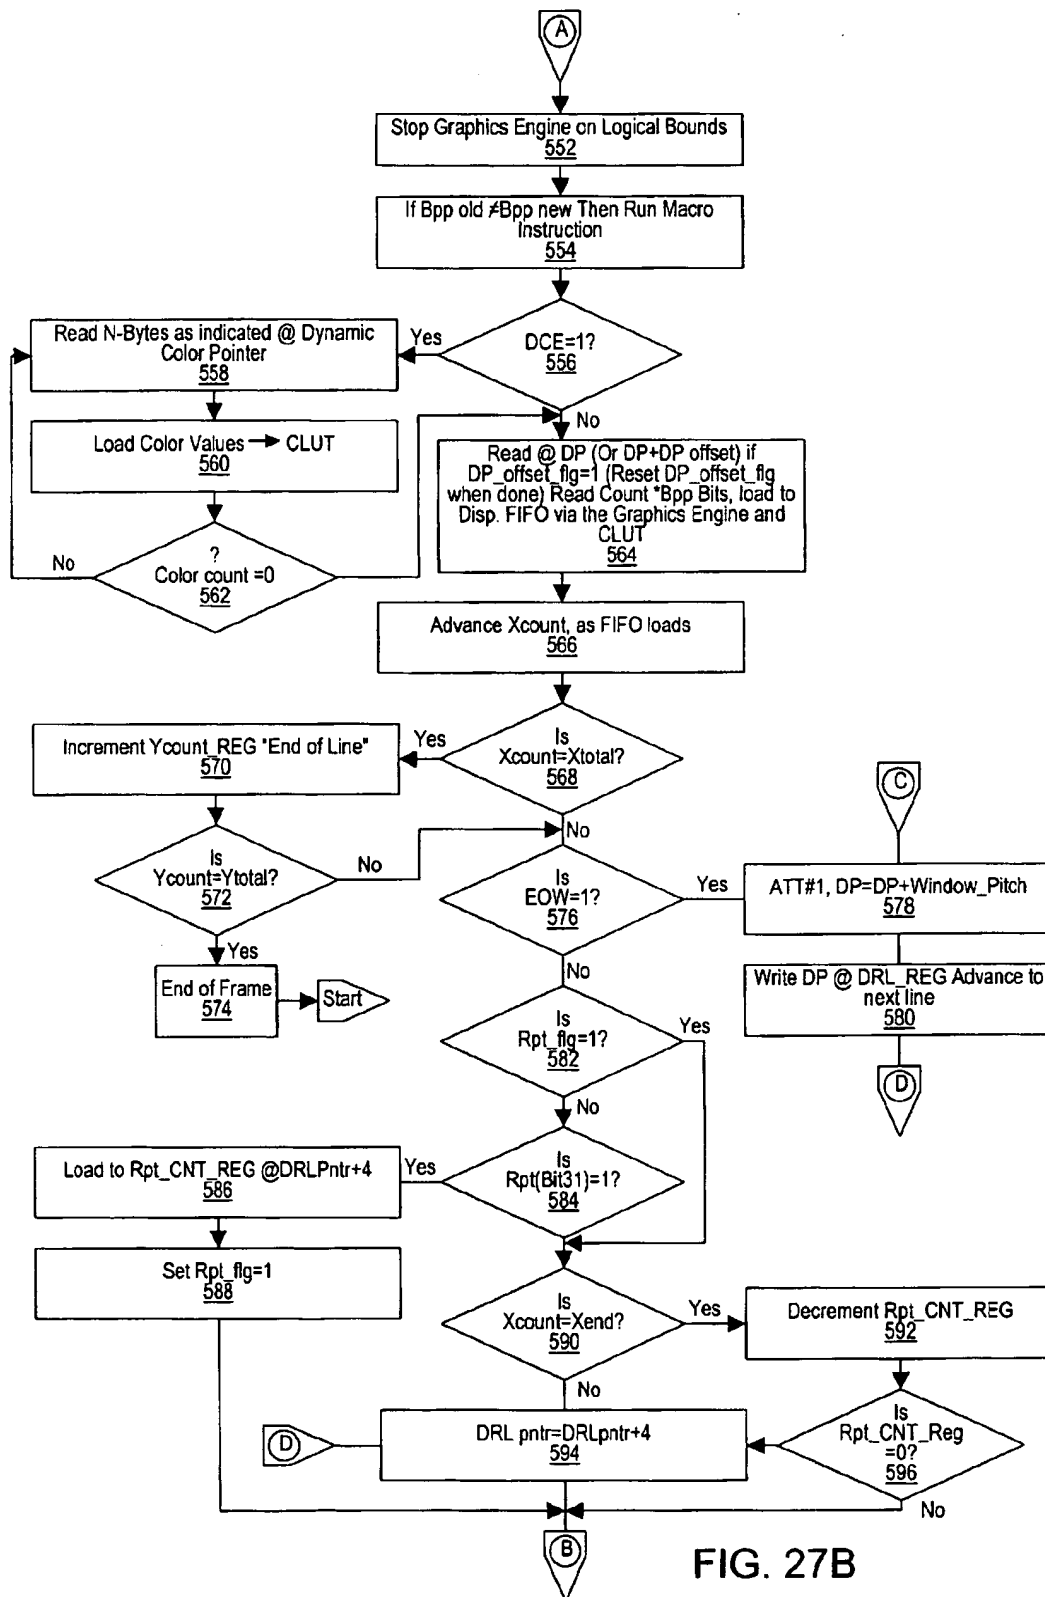 A
Stop Graphics Engine on Logical Bounds
552
If Bpp old ≠Bpp new Then Run Macro
Instruction
554
DCE=1?
556
Yes
No
Read N-Bytes as indicated @ Dynamic
Color Pointer
558
Load Color Values → CLUT
560
?
Color count =0
562
No
Read @ DP (Or DP+DP offset) if
DP_offset_flg=1 (Reset DP_offset_flg
when done) Read Count *Bpp Bits, load to
Disp. FIFO via the Graphics Engine and
CLUT
564
Advance Xcount, as FIFO loads
566
Is
Xcount=Xtotal?
568
Yes
No
Increment Ycount_REG "End of Line"
570
Is
Ycount=Ytotal?
572
No
Yes
End of Frame
574
Start
C
Is
EOW=1?
576
Yes
No
ATT#1, DP=DP+Window_Pitch
578
Write DP @ DRL_REG Advance to
next line
580
D
Is
Rpt_flg=1?
582
Yes
No
Is
Rpt(Bit31)=1?
584
Yes
Load to Rpt_CNT_REG @DRLPntr+4
586
Set Rpt_flg=1
588
Is
Xcount=Xend?
590
Yes
No
Decrement Rpt_CNT_REG
592
D
DRL pntr=DRLpntr+4
594
Is
Rpt_CNT_Reg
=0?
596
No
B
FIG. 27B